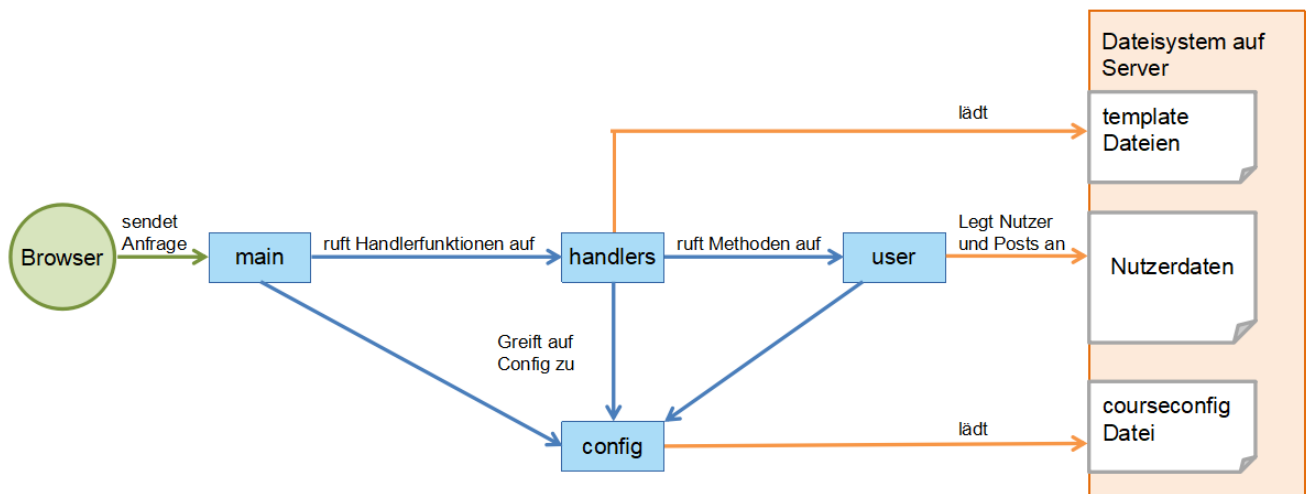 Dateisystem auf
Server
lädt
template
Dateien
sendet
Anfrage
Legt Nutzer
und Posts an
Browser
main
ruft Handlerfunktionen auf
handlers
ruft Methoden auf
user
Nutzerdaten
Greift auf
Config zu
config
lädt
courseconfig
Datei